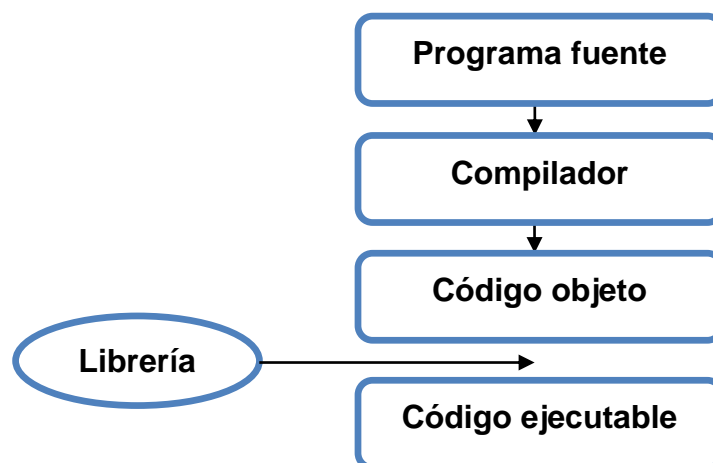 Programa fuente
Compilador
Código objeto
Librería
Código ejecutable